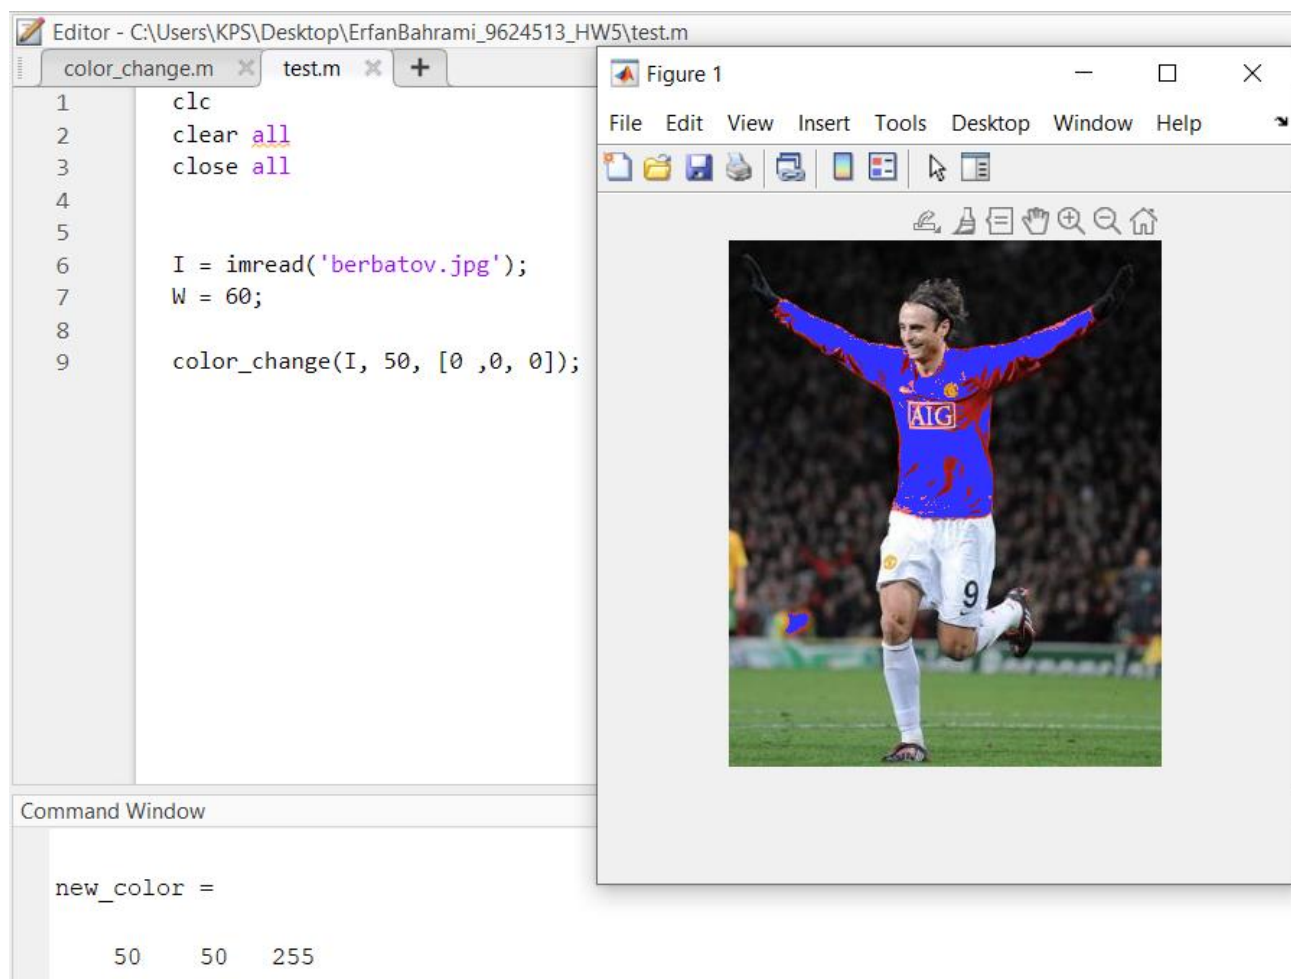 Editor - C:\Users\KPS\Desktop\ErfanBahrami_9624513_HW5\test.m
color_change.m test.m
1 clc
2 clear all
3 close all
4
5
6 I = imread('berbatov.jpg');
7 W = 60;
8
9 color_change(I, 50, [0 ,0, 0]);
Figure 1
File Edit View Insert Tools Desktop Window Help
AIG
9
Command Window
new_color =
50 50 255